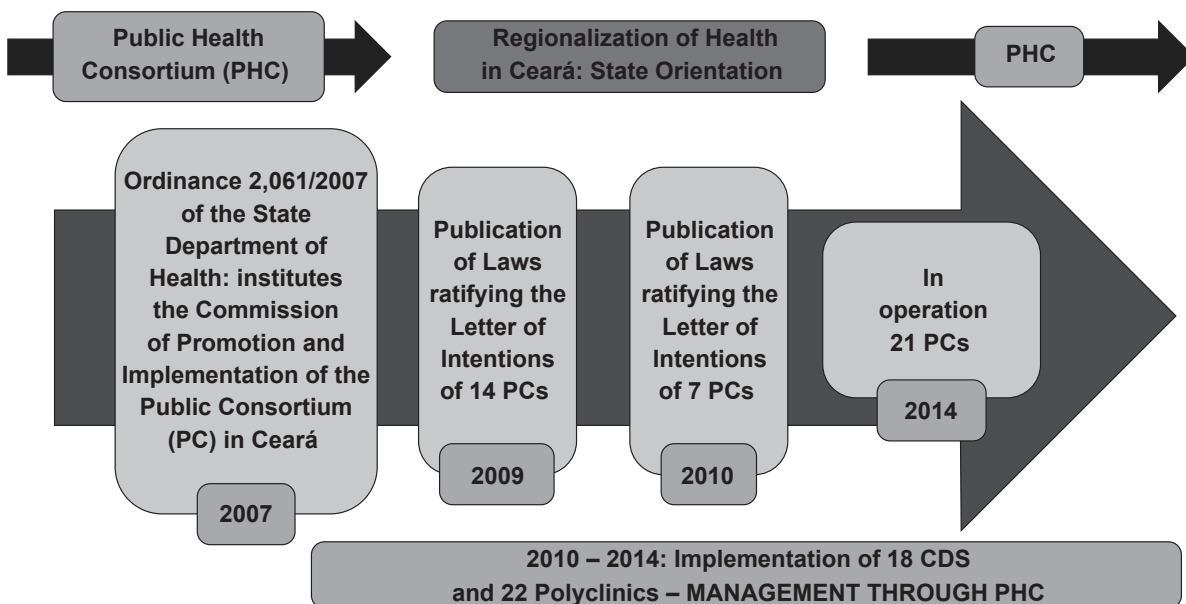 Public Health
Consortium (PHC)
Regionalization of Health
in Ceará: State Orientation
PHC
Ordinance 2,061/2007
of the State
Department of
Health: institutes
the Commission
of Promotion and
Implementation of the
Public Consortium
(PC) in Ceará
2007
Publication
of Laws
ratifying the
Letter of
Intentions
of 14 PCs
2009
Publication
of Laws
ratifying the
Letter of
Intentions
of 7 PCs
2010
In
operation
21 PCs
2014
2010 – 2014: Implementation of 18 CDS
and 22 Polyclinics – MANAGEMENT THROUGH PHC